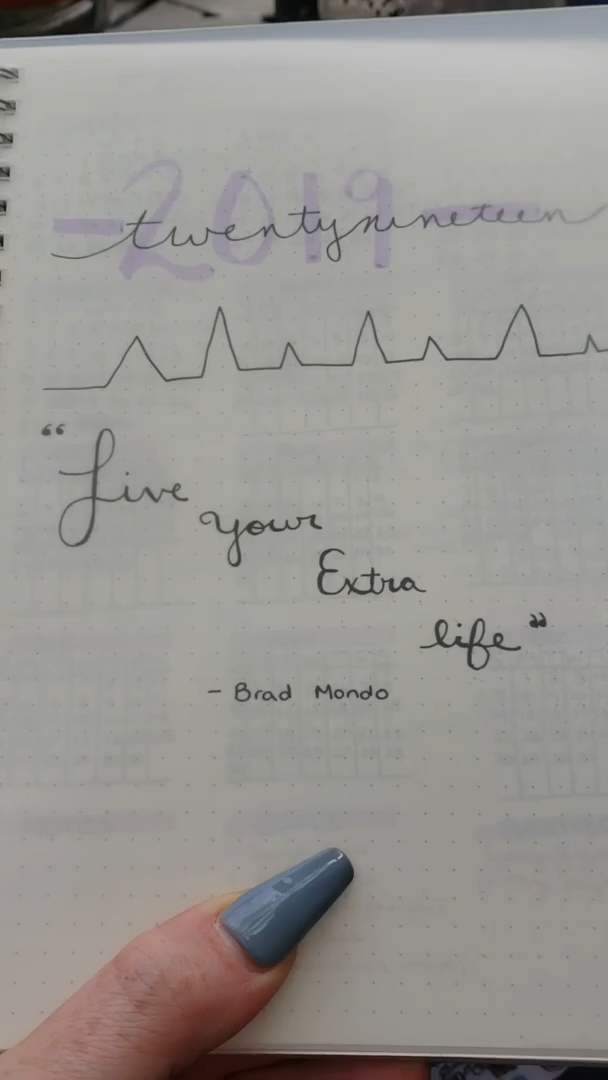 -2019-
twentynineteen
“Live
your
Extra
life”
- Brad Mondo